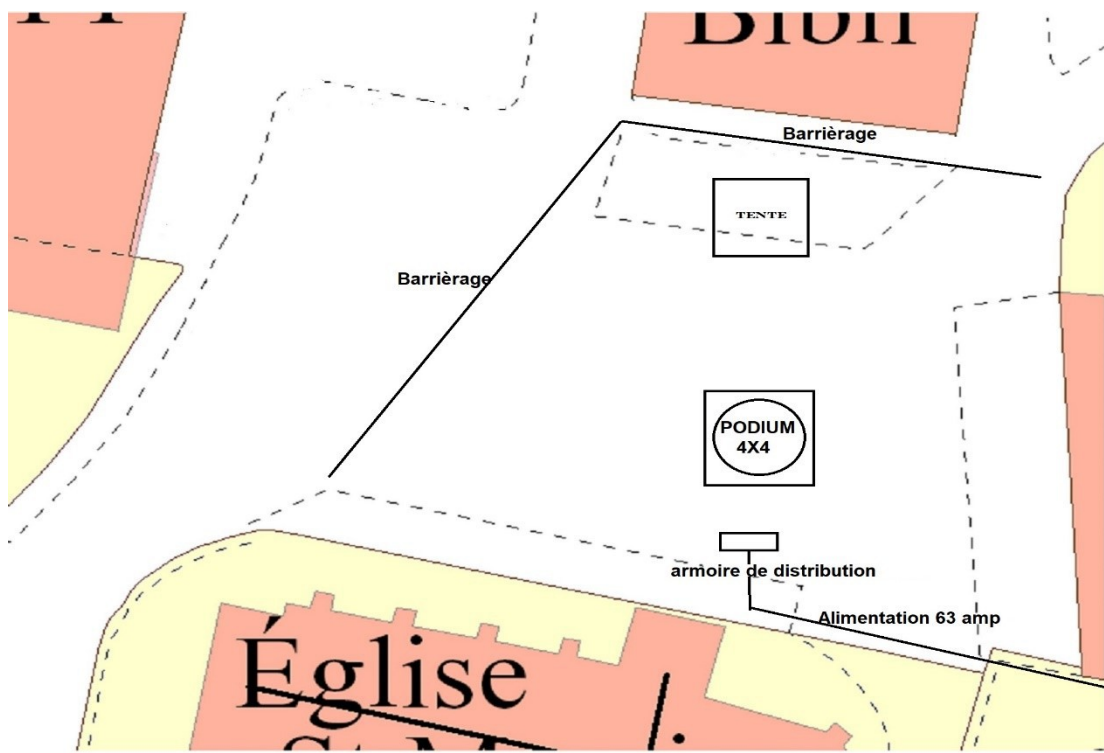 Bibli
Barrièrage
TENTE
Barrièrage
PODIUM
4X4
armoire de distribution
Alimentation 63 amp
Église